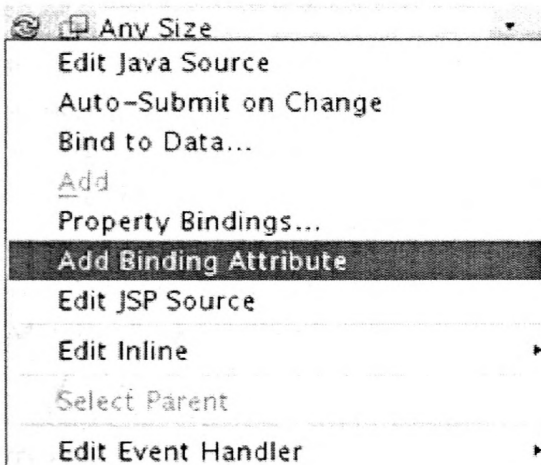 Any Size
Edit Java Source
Auto-Submit on Change
Bind to Data...
Add
Property Bindings...
Add Binding Attribute
Edit JSP Source
Edit Inline
Select Parent
Edit Event Handler